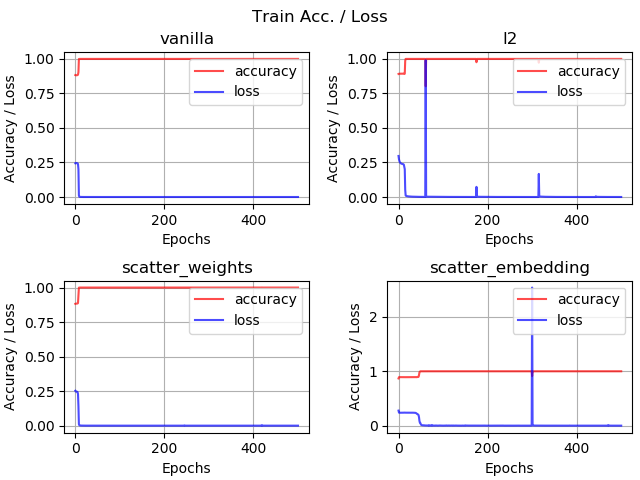 Train Acc. / Loss
vanilla
l2
1.00
0.75
0.50
0.25
0.00
Accuracy / Loss
accuracy
loss
0
200
400
Epochs
1.00
0.75
0.50
0.25
0.00
Accuracy / Loss
accuracy
loss
0
200
400
Epochs
scatter_weights
scatter_embedding
1.00
0.75
0.50
0.25
0.00
Accuracy / Loss
accuracy
loss
0
200
400
Epochs
2
1
0
Accuracy / Loss
accuracy
loss
0
200
400
Epochs